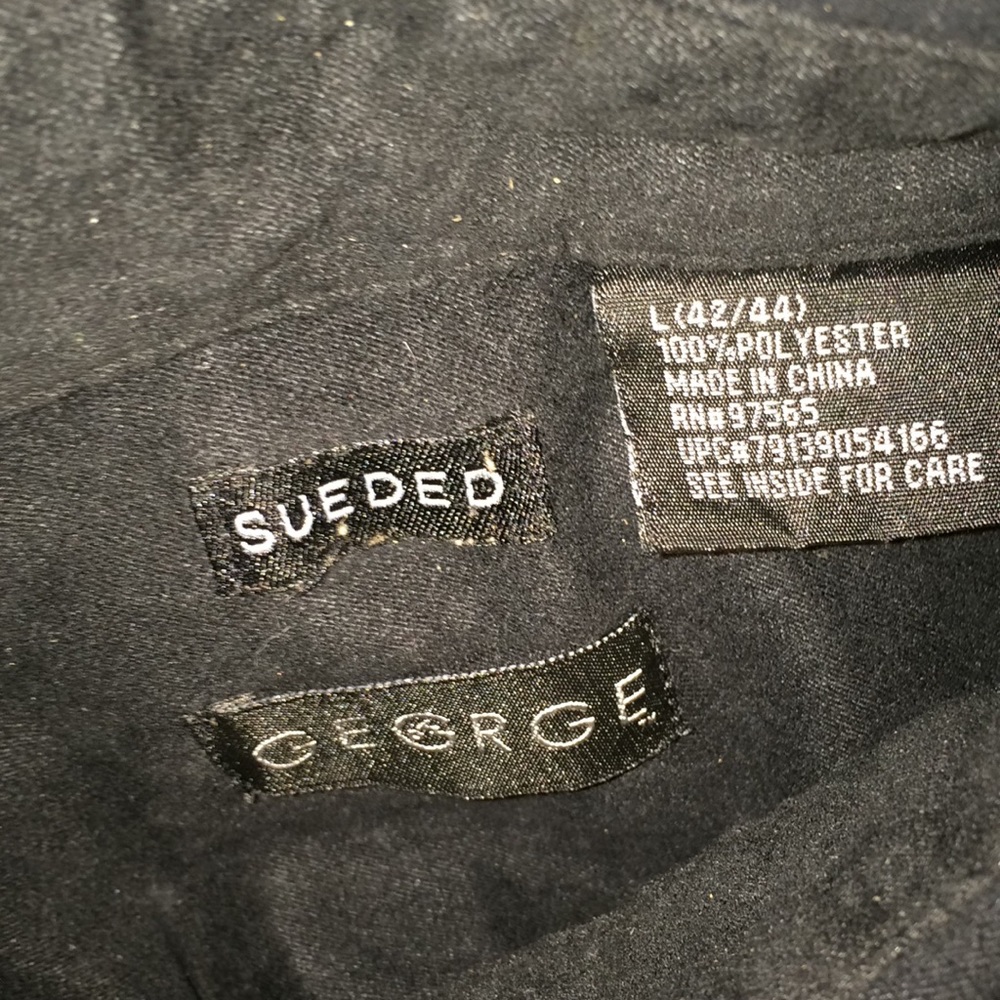 L(42/44)
100%POLYESTER
MADE IN CHINA
RN#97565
UPC#79139054166
SEE INSIDE FOR CARE
SUEDED
GEORGE